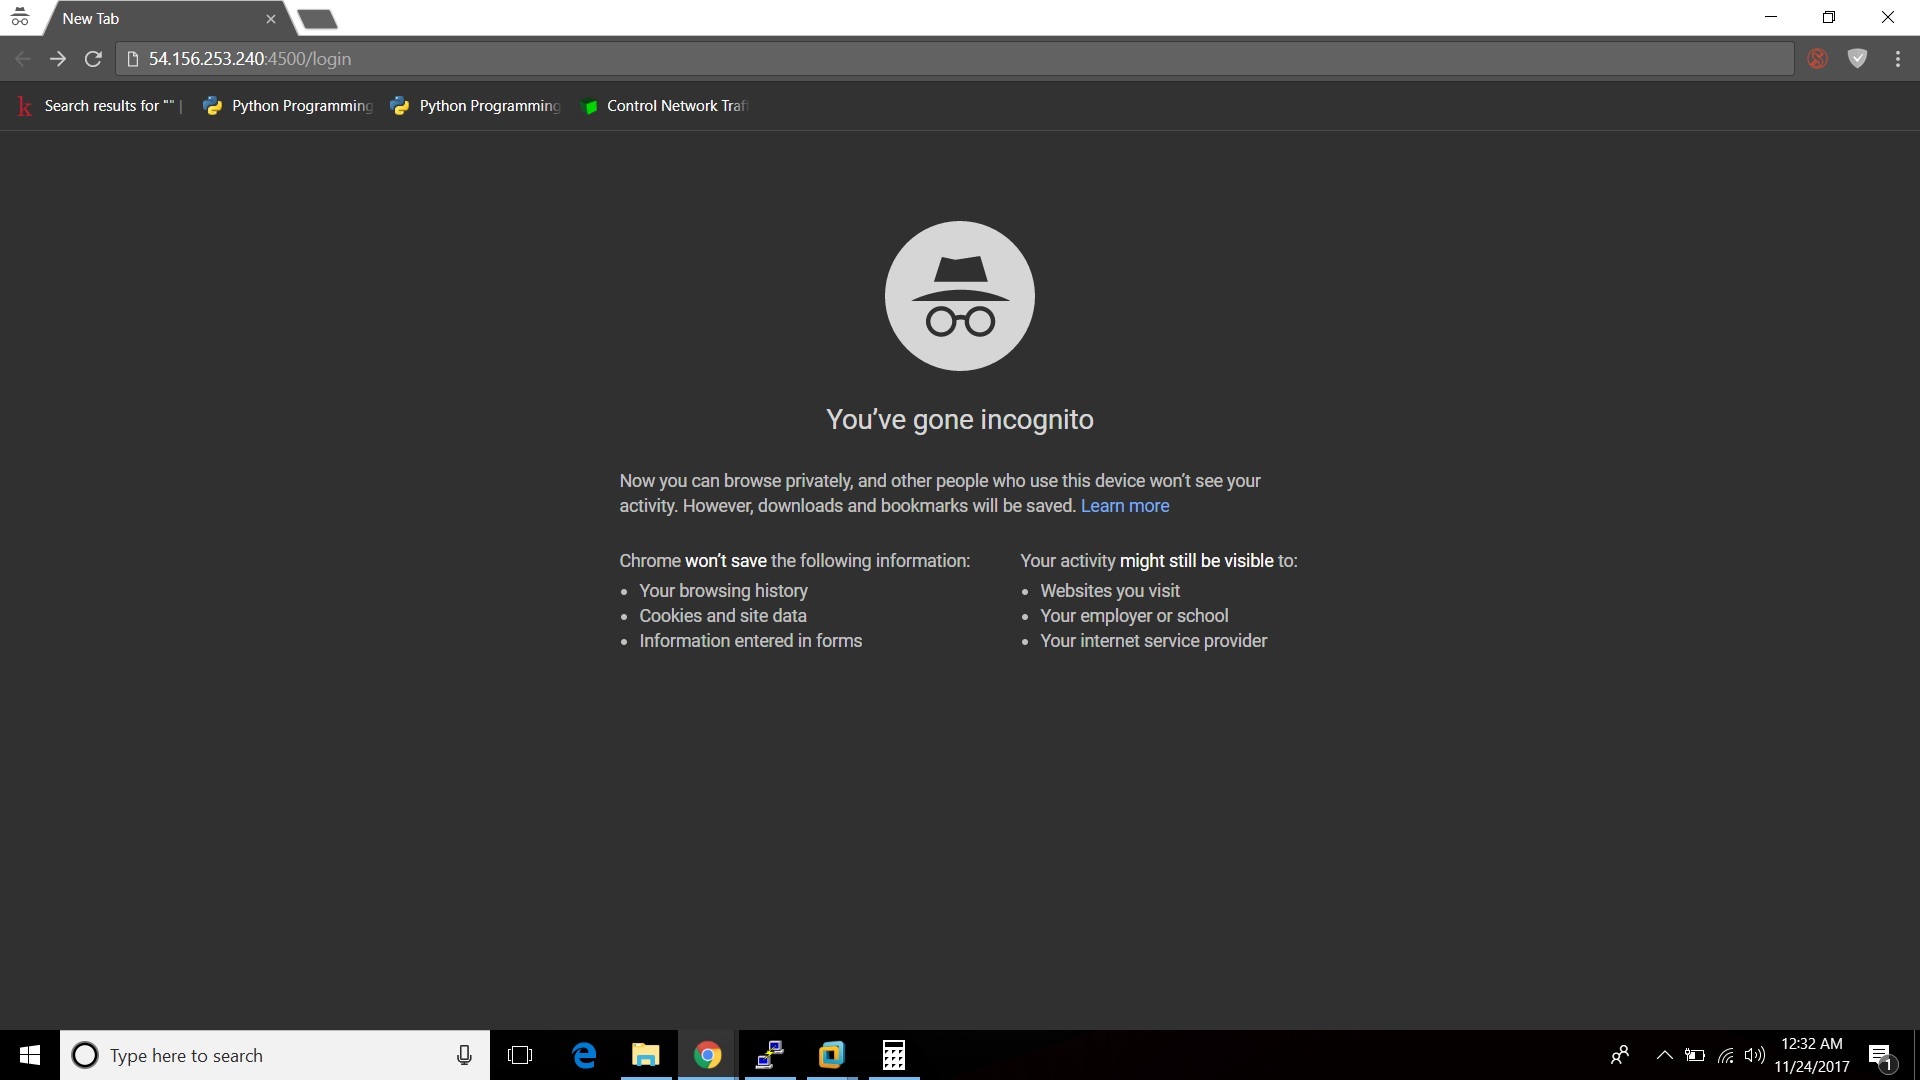 New Tab
54.156.253.240:4500/login
k Search results for "" | Python Programming Python Programming Control Network Traf
You've gone incognito
Now you can browse privately, and other people who use this device won't see your
activity. However, downloads and bookmarks will be saved. Learn more
Chrome won't save the following information:
• Your browsing history
• Cookies and site data
• Information entered in forms
Your activity might still be visible to:
• Websites you visit
• Your employer or school
• Your internet service provider
Type here to search
12:32 AM
11/24/2017
1